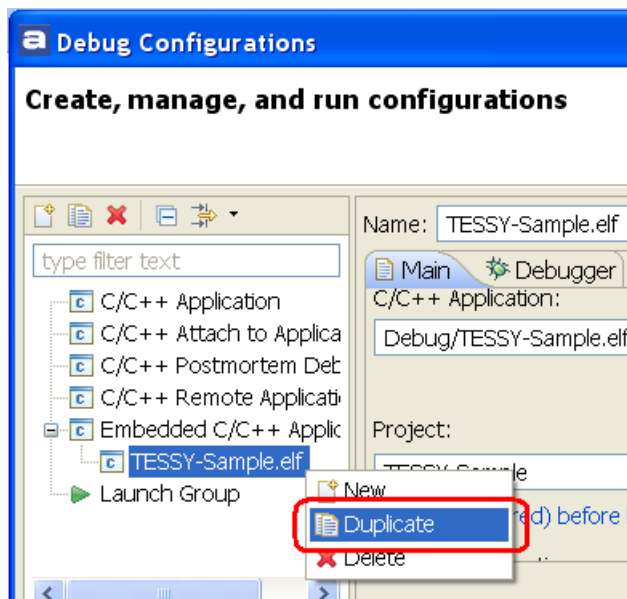 a Debug Configurations
Create, manage, and run configurations
Name: TESSY-Sample.elf
type filter text
Main Debugger
C/C++ Application
C/C++ Application:
C/C++ Attach to Applica
Debug/TESSY-Sample.elf
C/C++ Postmortem Deb
C/C++ Remote Applicati
Embedded C/C++ Applic
Project:
TESSY-Sample.elf
TESSY-Sample
Launch Group
New
Duplicate
red) before
Delete